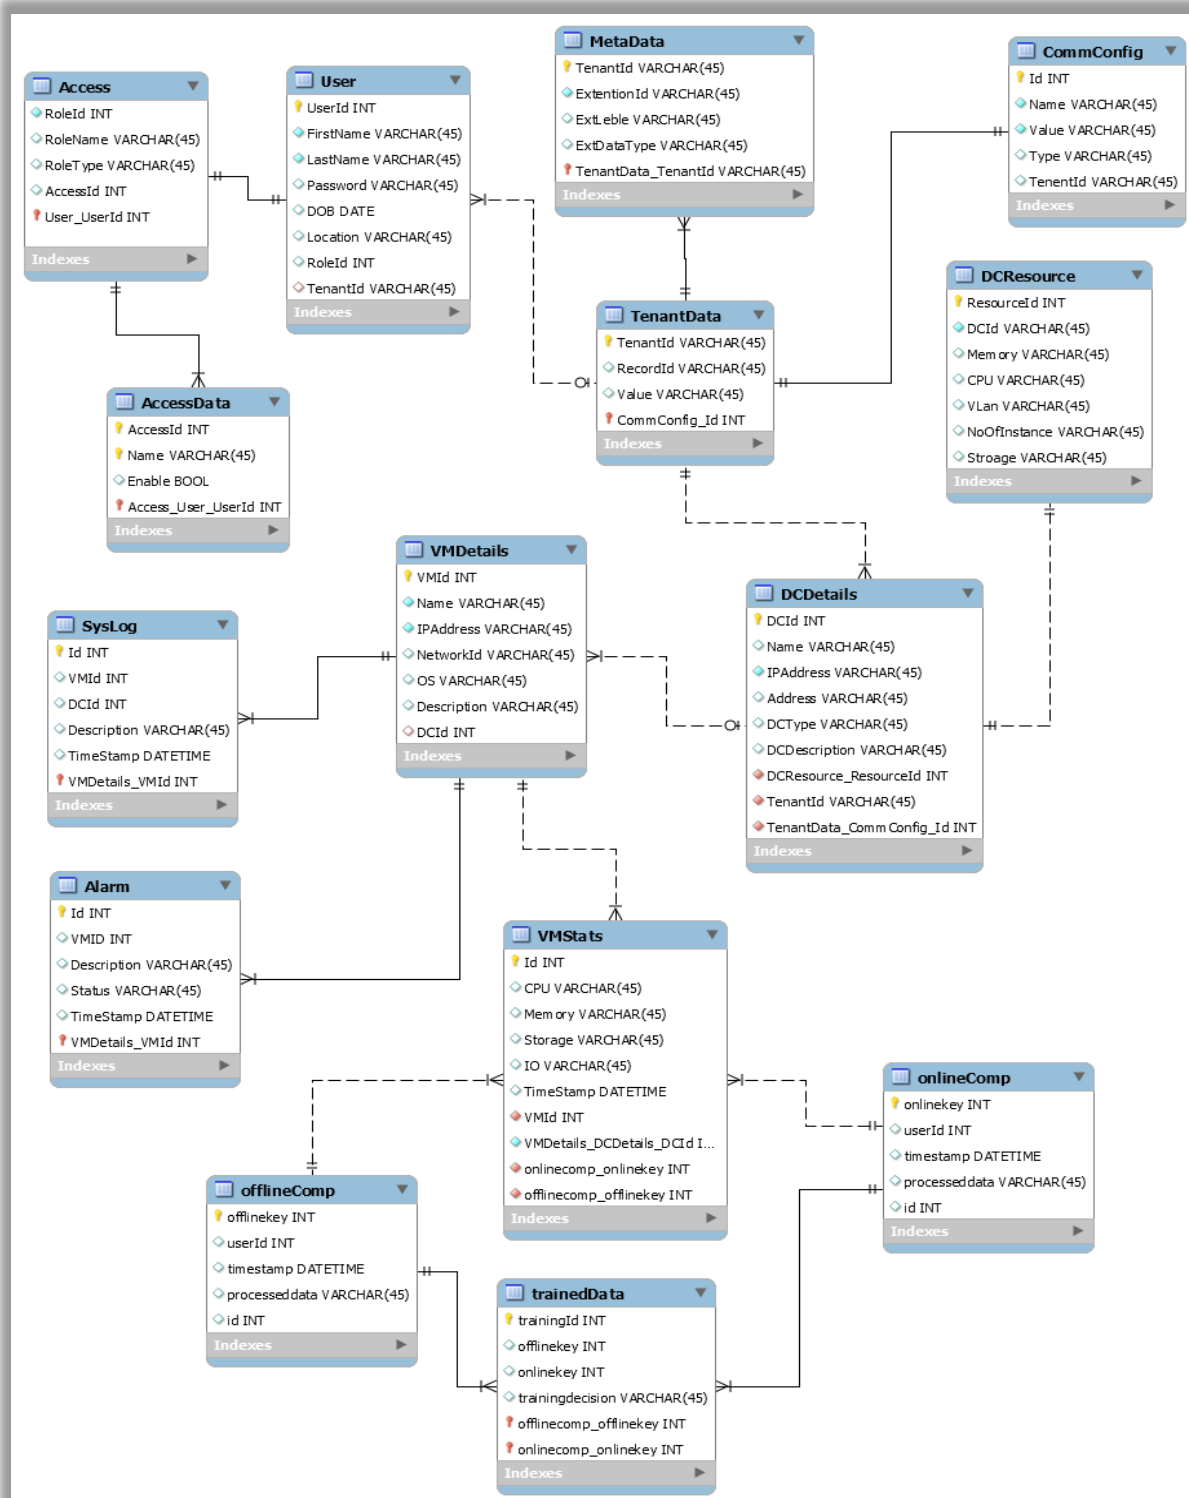 Access
RoleId INT
RoleName VARCHAR(45)
RoleType VARCHAR(45)
AccessId INT
User_UserId INT
Indexes
User
UserId INT
FirstName VARCHAR(45)
LastName VARCHAR(45)
Password VARCHAR(45)
DOB DATE
Location VARCHAR(45)
RoleId INT
TenantId VARCHAR(45)
Indexes
MetaData
TenantId VARCHAR(45)
ExtentionId VARCHAR(45)
ExtLeble VARCHAR(45)
ExtDataType VARCHAR(45)
TenantData_TenantId VARCHAR(45)
Indexes
CommConfig
Id INT
Name VARCHAR(45)
Value VARCHAR(45)
Type VARCHAR(45)
TenentId VARCHAR(45)
Indexes
AccessData
AccessId INT
Name VARCHAR(45)
Enable BOOL
Access_User_UserId INT
Indexes
TenantData
TenantId VARCHAR(45)
RecordId VARCHAR(45)
Value VARCHAR(45)
CommConfig_Id INT
Indexes
DCResource
ResourceId INT
DCId VARCHAR(45)
Memory VARCHAR(45)
CPU VARCHAR(45)
VLan VARCHAR(45)
NoOfInstance VARCHAR(45)
Stroage VARCHAR(45)
Indexes
SysLog
Id INT
VMId INT
DCId INT
Description VARCHAR(45)
TimeStamp DATETIME
VMDetails_VMId INT
Indexes
VMDetails
VMId INT
Name VARCHAR(45)
IPAddress VARCHAR(45)
NetworkId VARCHAR(45)
OS VARCHAR(45)
Description VARCHAR(45)
DCId INT
Indexes
DCDetails
DCId INT
Name VARCHAR(45)
IPAddress VARCHAR(45)
Address VARCHAR(45)
DCType VARCHAR(45)
DCDescription VARCHAR(45)
DCResource_ResourceId INT
TenantId VARCHAR(45)
TenantData_CommConfig_Id INT
Indexes
Alarm
Id INT
VMID INT
Description VARCHAR(45)
Status VARCHAR(45)
TimeStamp DATETIME
VMDetails_VMId INT
Indexes
VMStats
Id INT
CPU VARCHAR(45)
Memory VARCHAR(45)
Storage VARCHAR(45)
IO VARCHAR(45)
TimeStamp DATETIME
VMId INT
VMDetails_DCDetails_DCId I...
onlinecomp_onlinekey INT
offlinecomp_offlinekey INT
Indexes
onlineComp
onlinekey INT
userId INT
timestamp DATETIME
processeddata VARCHAR(45)
id INT
Indexes
offlineComp
offlinekey INT
userId INT
timestamp DATETIME
processeddata VARCHAR(45)
id INT
Indexes
trainedData
trainingId INT
offlinekey INT
onlinekey INT
trainingdecision VARCHAR(45)
offlinecomp_offlinekey INT
onlinecomp_onlinekey INT
Indexes